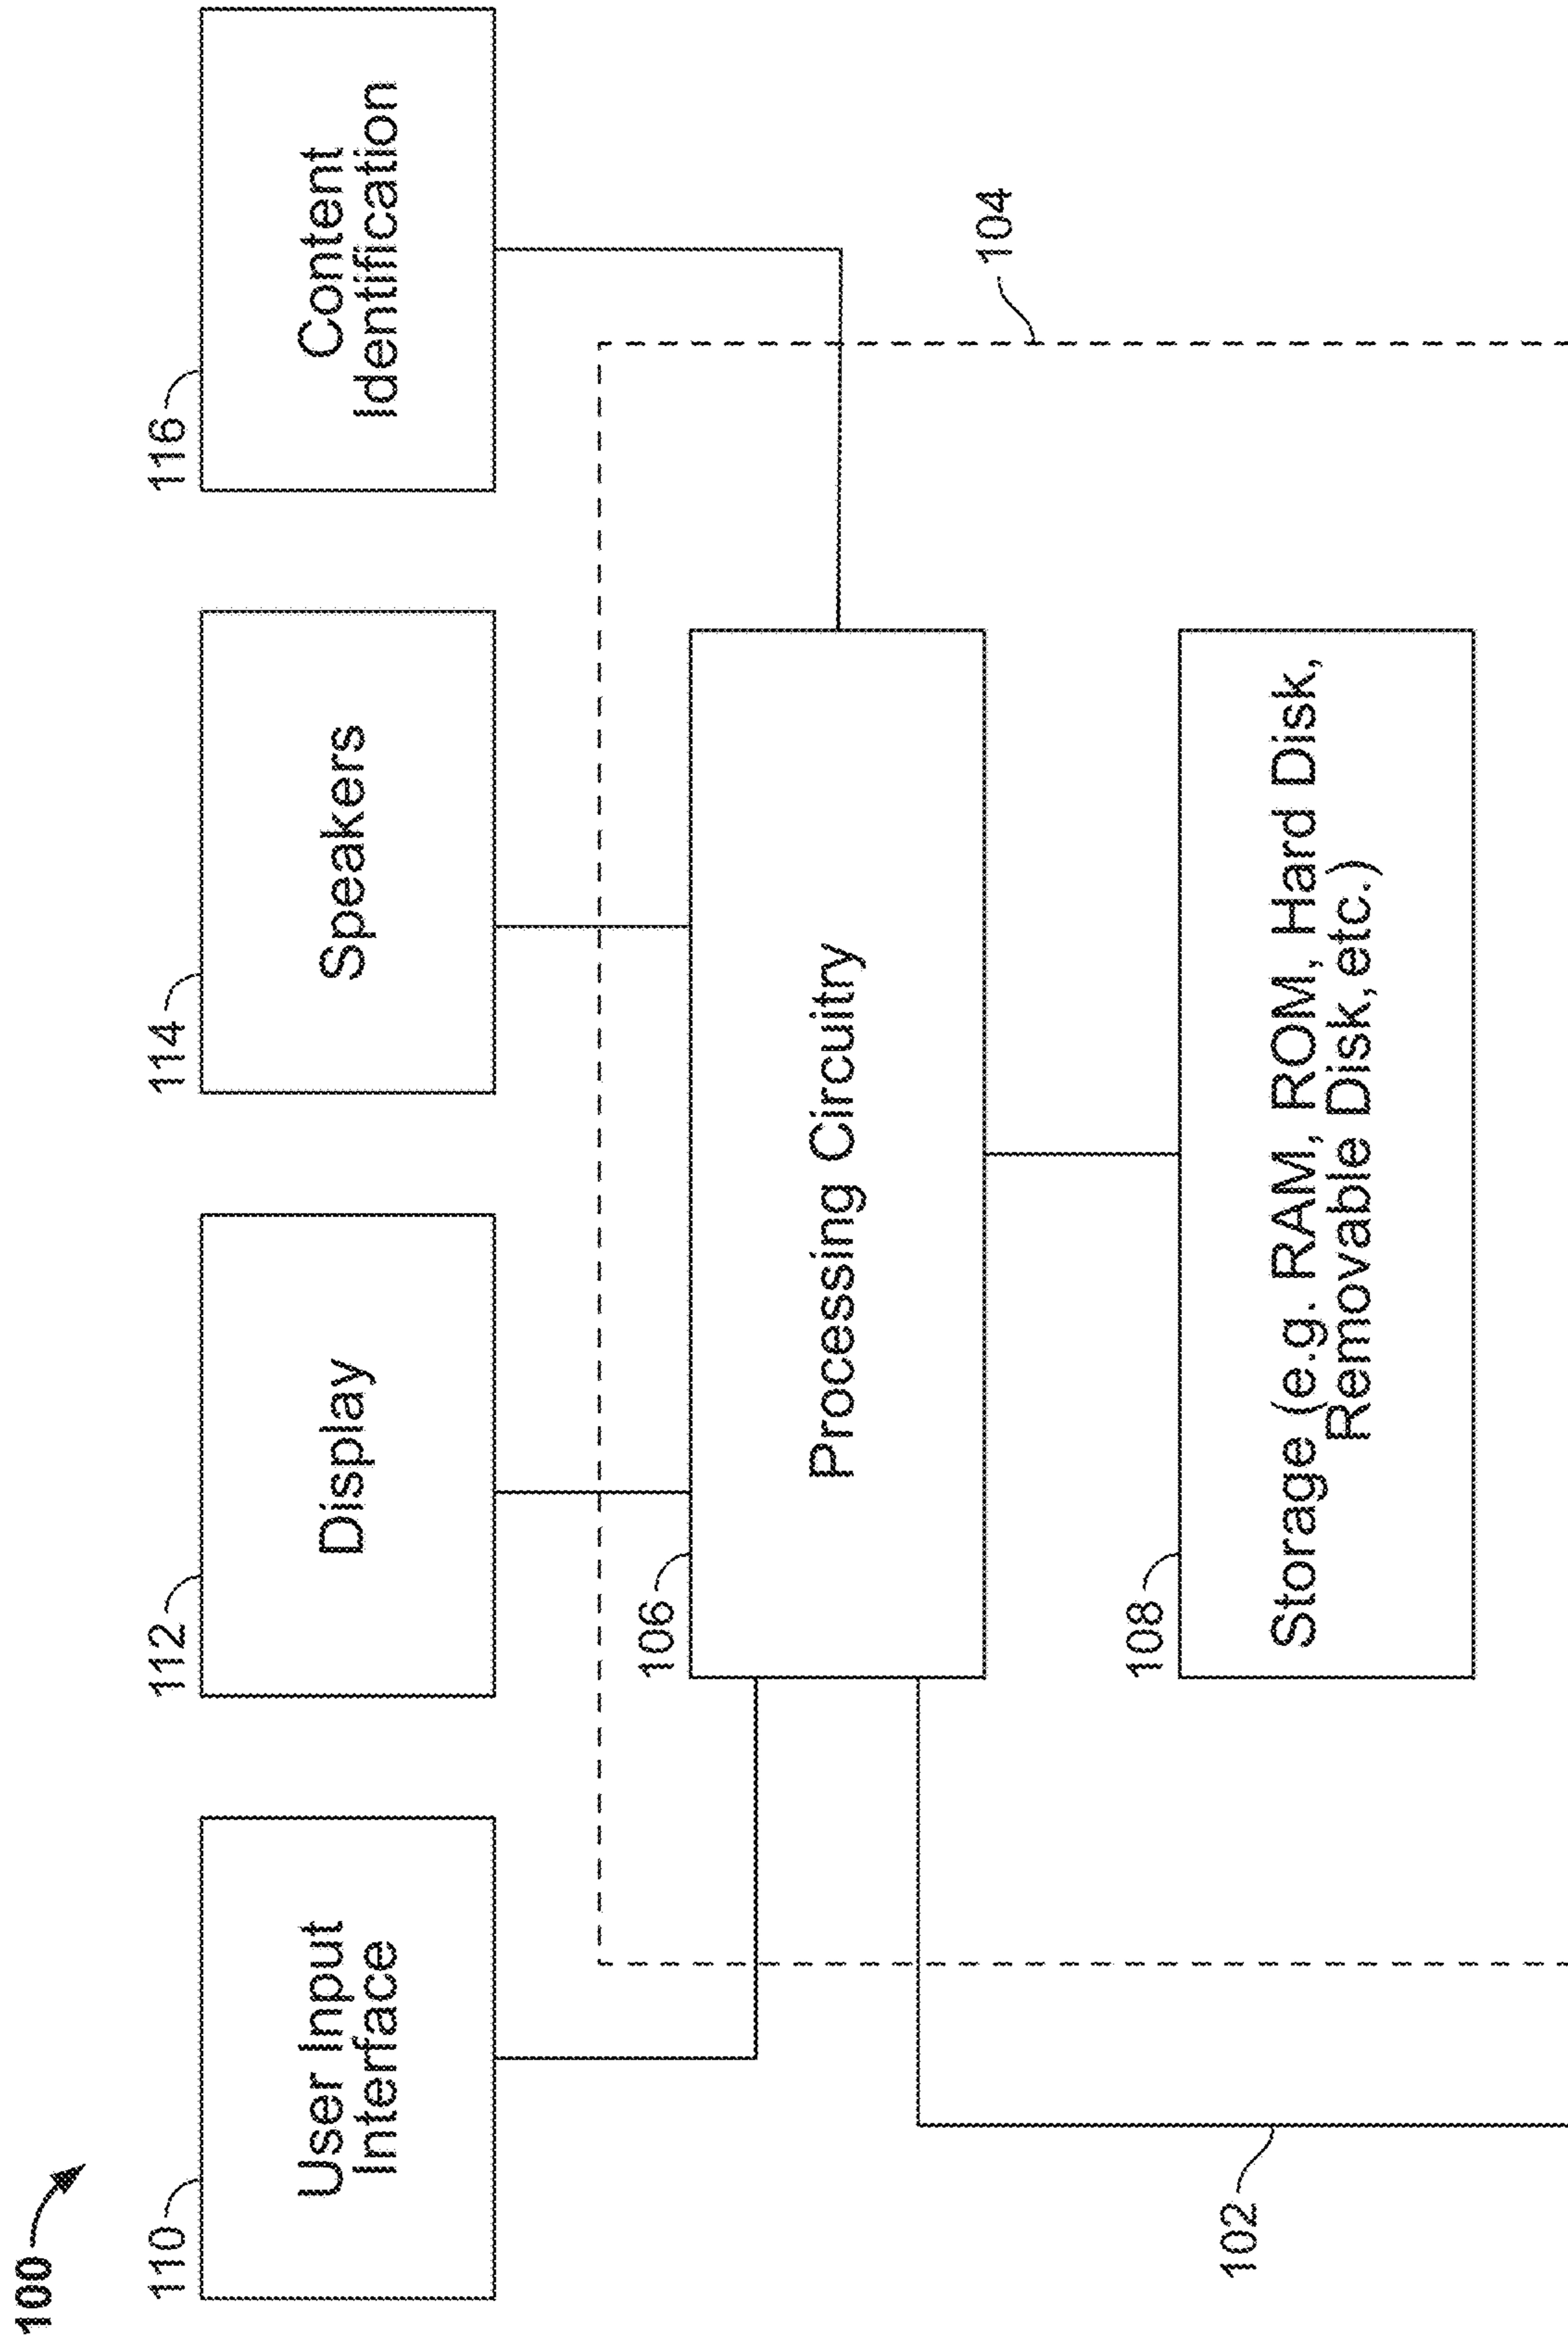 100
110
User Input
Interface
112
Display
114
Speakers
116
Content
Identification
106
Processing Circuitry
104
108
Storage (e.g. RAM, ROM, Hard Disk,
Removable Disk, etc.)
102